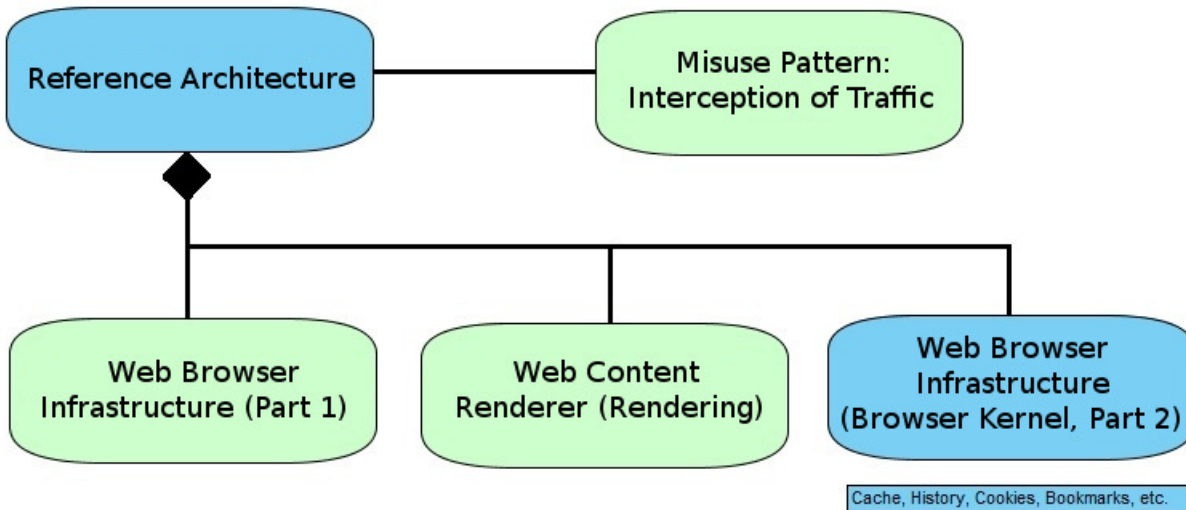 Reference Architecture
Misuse Pattern:
Interception of Traffic
Web Browser
Infrastructure (Part 1)
Web Content
Renderer (Rendering)
Web Browser
Infrastructure
(Browser Kernel, Part 2)
Cache, History, Cookies, Bookmarks, etc.